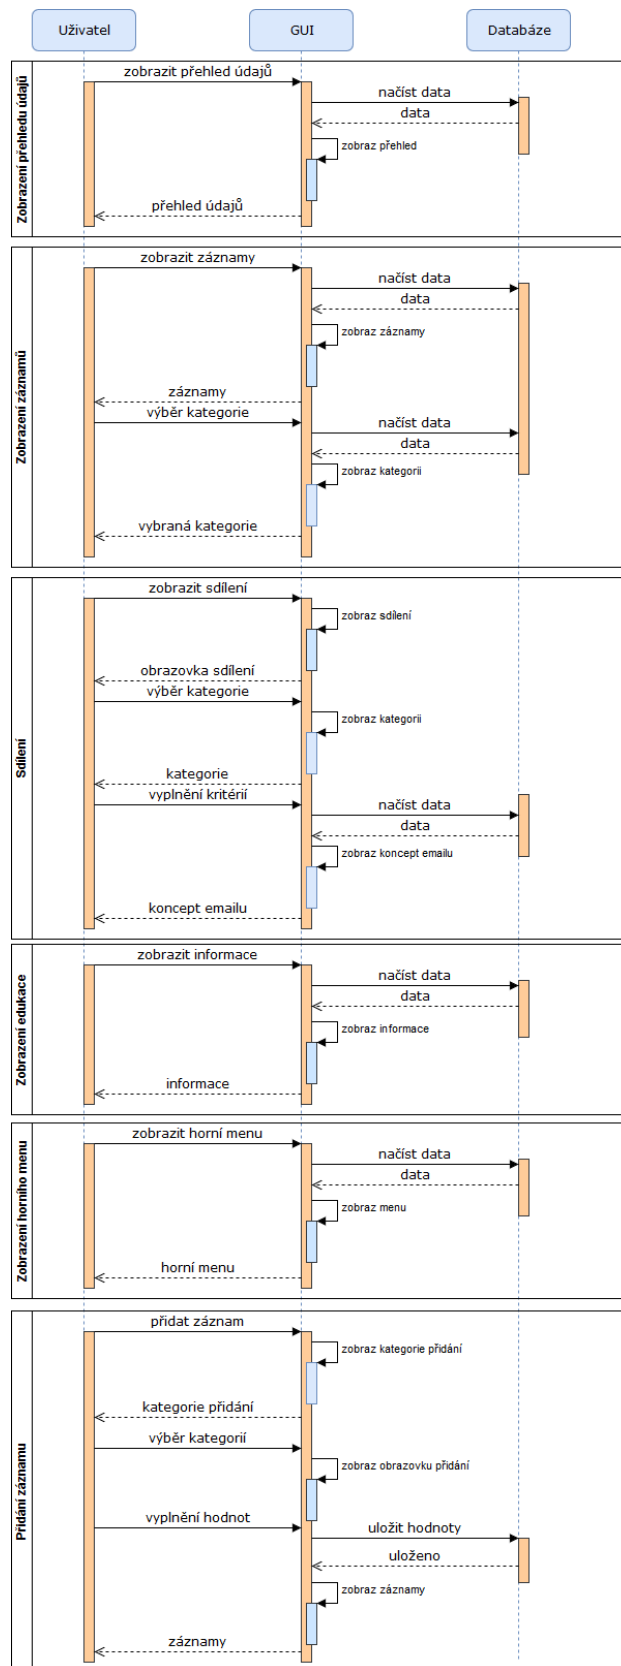 Uživatel
GUI
Databáze
Zobrazení přehledu údajů
zobrazit přehled údajů
načíst data
data
zobraz přehled
přehled údajů
Zobrazení záznamů
zobrazit záznamy
načíst data
data
zobraz záznamy
záznamy
výběr kategorie
načíst data
data
zobraz kategorii
vybraná kategorie
Sdílení
zobrazit sdílení
zobraz sdílení
obrazovka sdílení
výběr kategorie
zobraz kategorii
kategorie
vyplnění kritérií
načíst data
data
zobraz koncept emailu
koncept emailu
Zobrazení edukace
zobrazit informace
načíst data
data
zobraz informace
informace
Zobrazení horního menu
zobrazit horní menu
načíst data
data
zobraz menu
horní menu
Přidání záznamu
přidat záznam
zobraz kategorie přidání
kategorie přidání
výběr kategorií
zobraz obrazovku přidání
vyplnění hodnot
uložit hodnoty
uloženo
zobraz záznamy
záznamy